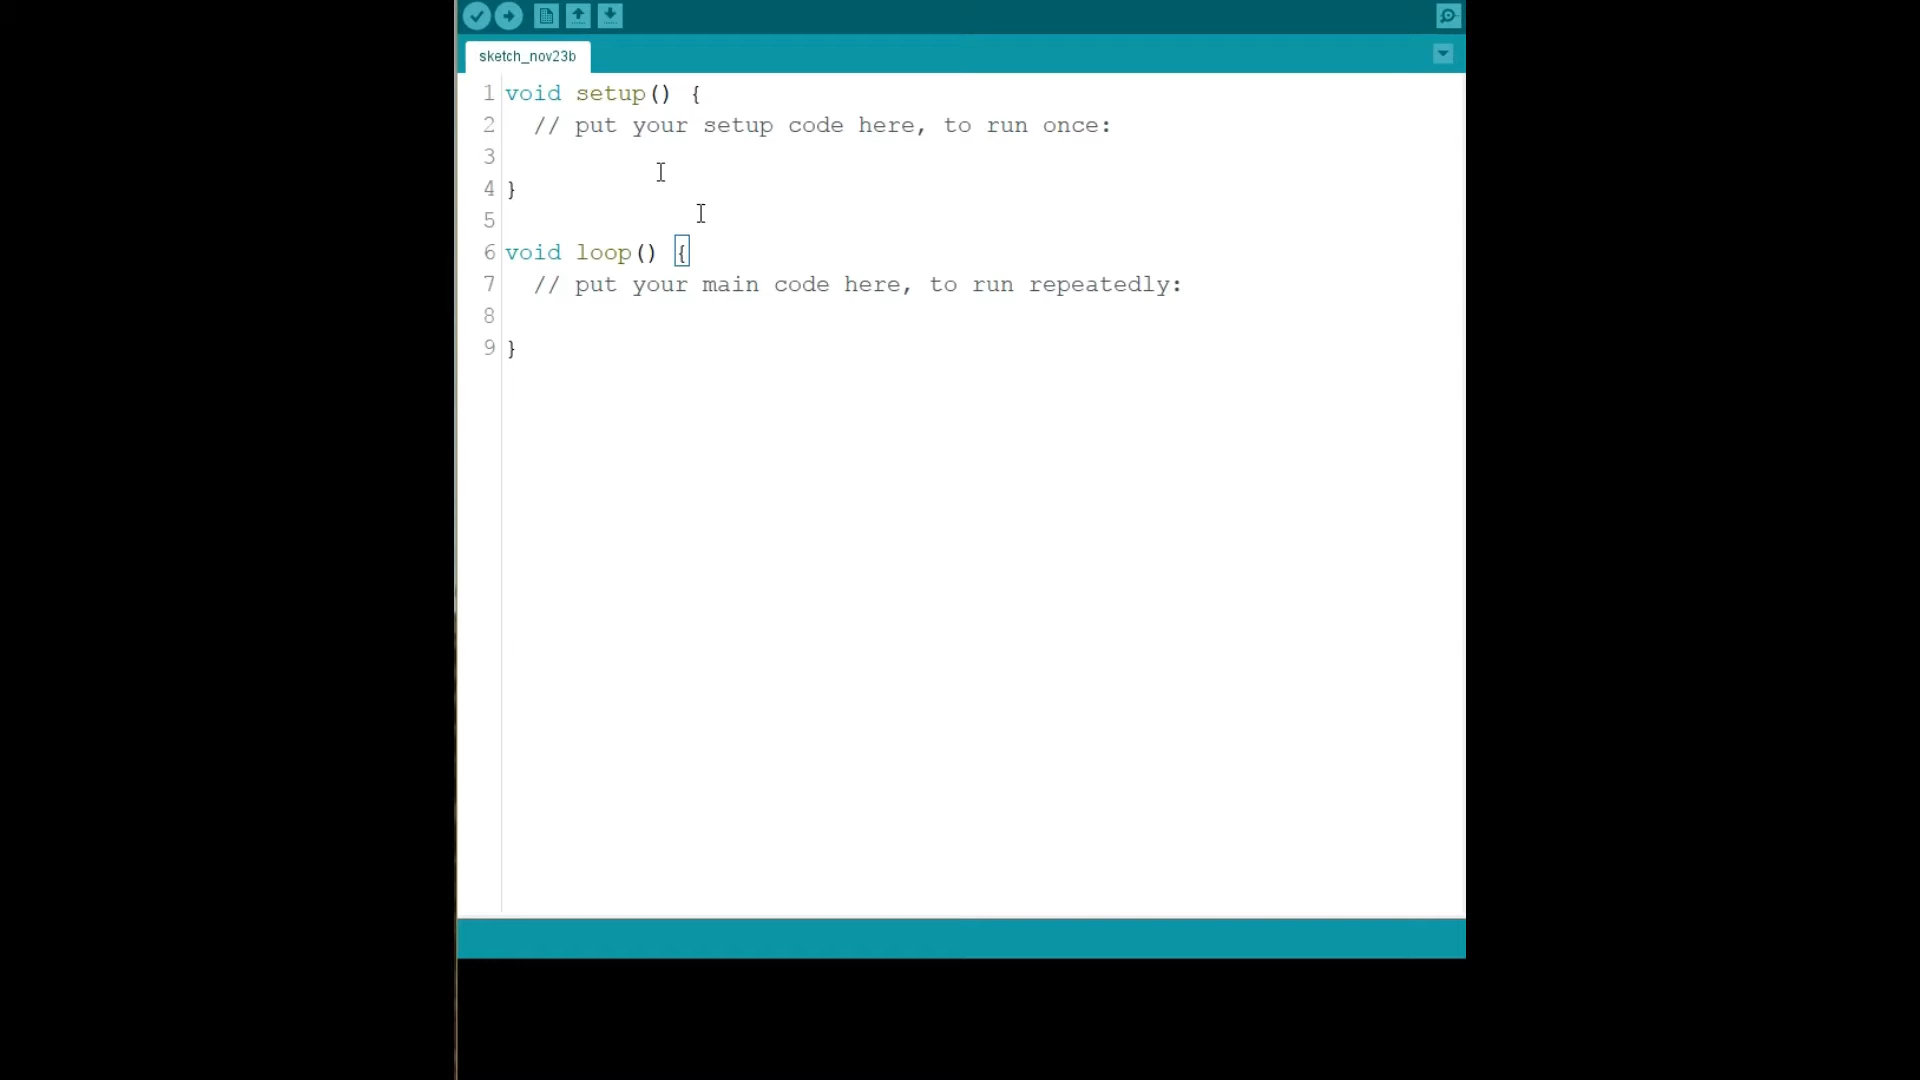 sketch_nov23b
1 void setup() {
2 // put your setup code here, to run once:
3
4 }
5
6 void loop() {
7 // put your main code here, to run repeatedly:
8
9 }